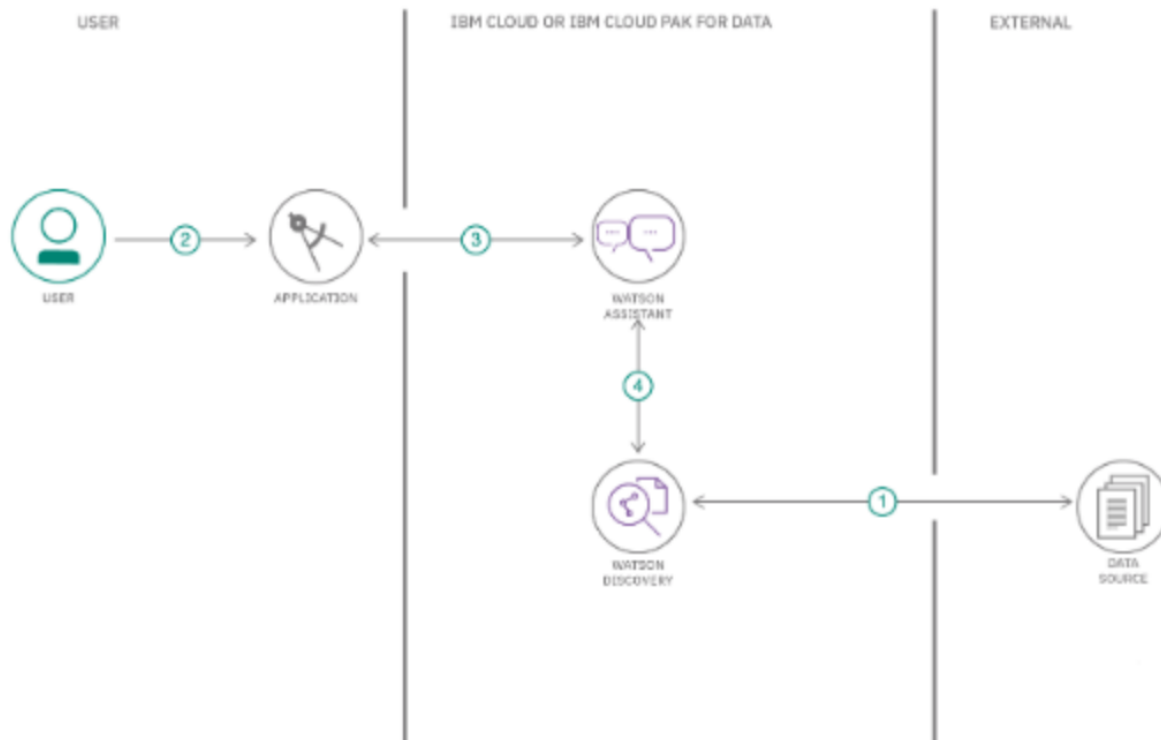 USER
IBM CLOUD OR IBM CLOUD PAK FOR DATA
EXTERNAL
2
3
USER
APPLICATION
WATSON
ASSISTANT
4
1
WATSON
DISCOVERY
DATA
SOURCE